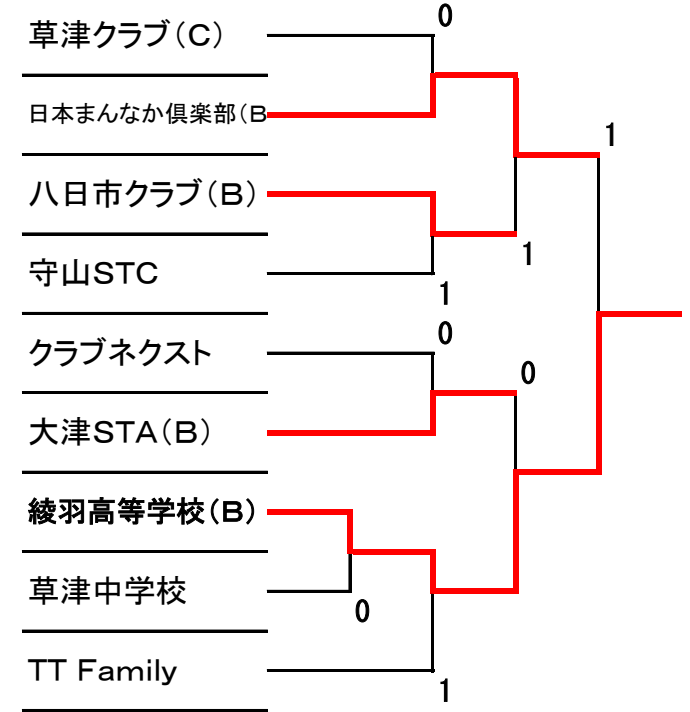 草津クラブ（C）
0
日本まんなか倶楽部（B
1
八日市クラブ（B）
1
守山STC
1
クラブネクスト
0
0
大津STA（B）
綾羽高等学校（B）
草津中学校
0
TT Family
1